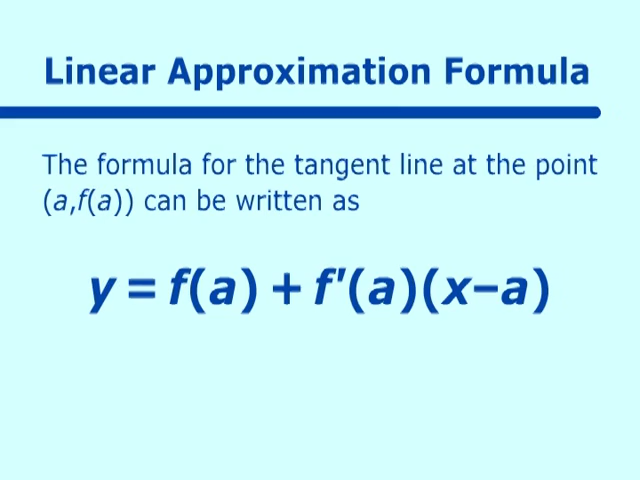 Linear Approximation Formula
The formula for the tangent line at the point
(a,f(a)) can be written as
y = f(a) + f'(a)(x–a)